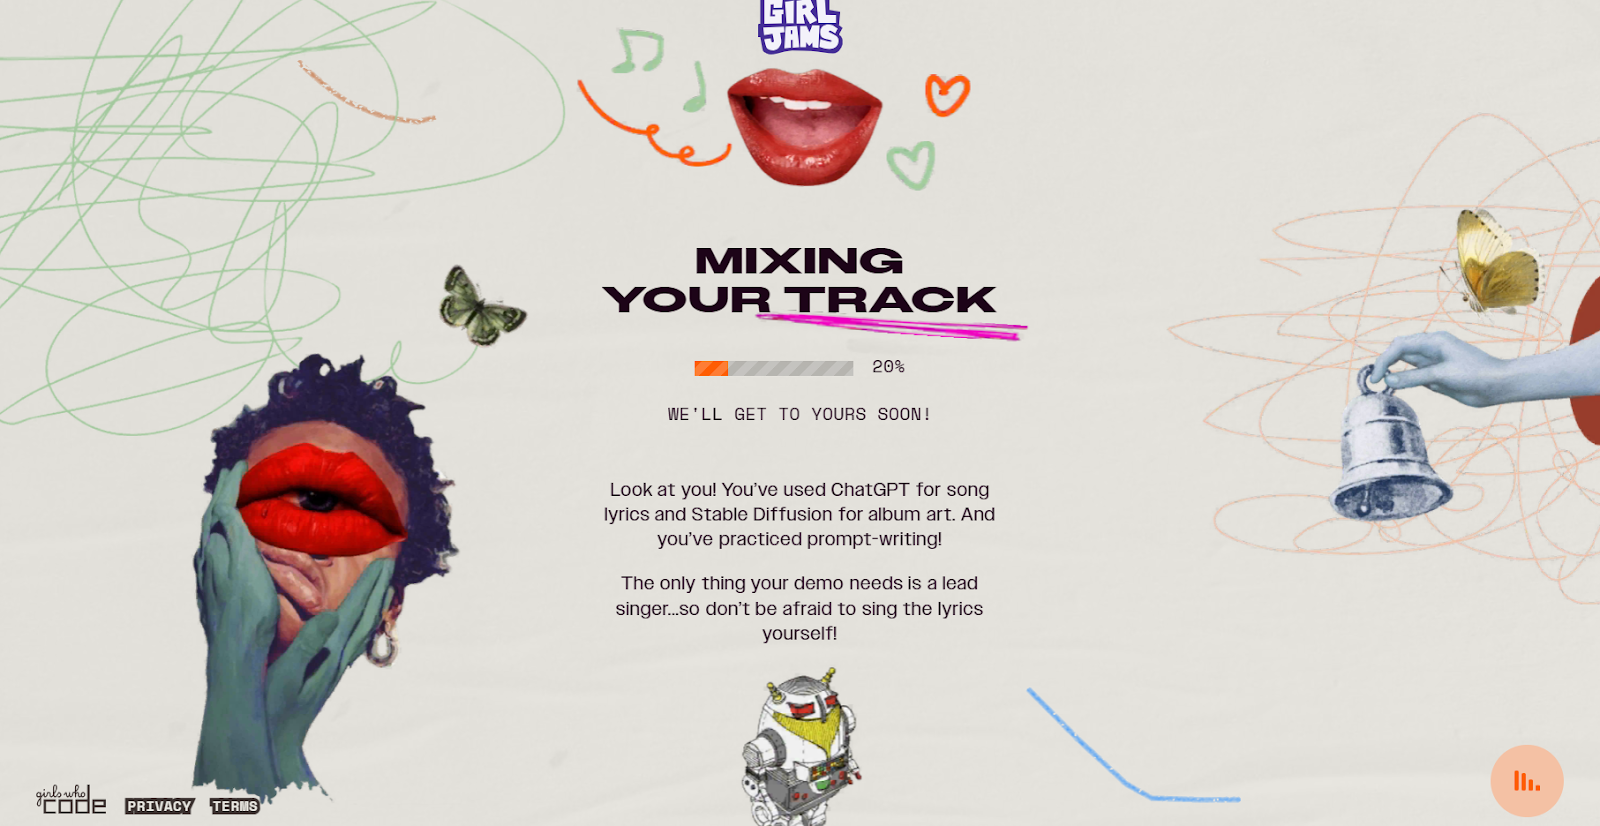 GIRL
JAMS
MIXING
YOUR TRACK
20%
WE'LL GET TO YOURS SOON!
Look at you! You've used ChatGPT for song
lyrics and Stable Diffusion for album art. And
you've practiced prompt-writing!
The only thing your demo needs is a lead
singer...so don't be afraid to sing the lyrics
yourself!
girls who
code
PRIVACY
TERMS